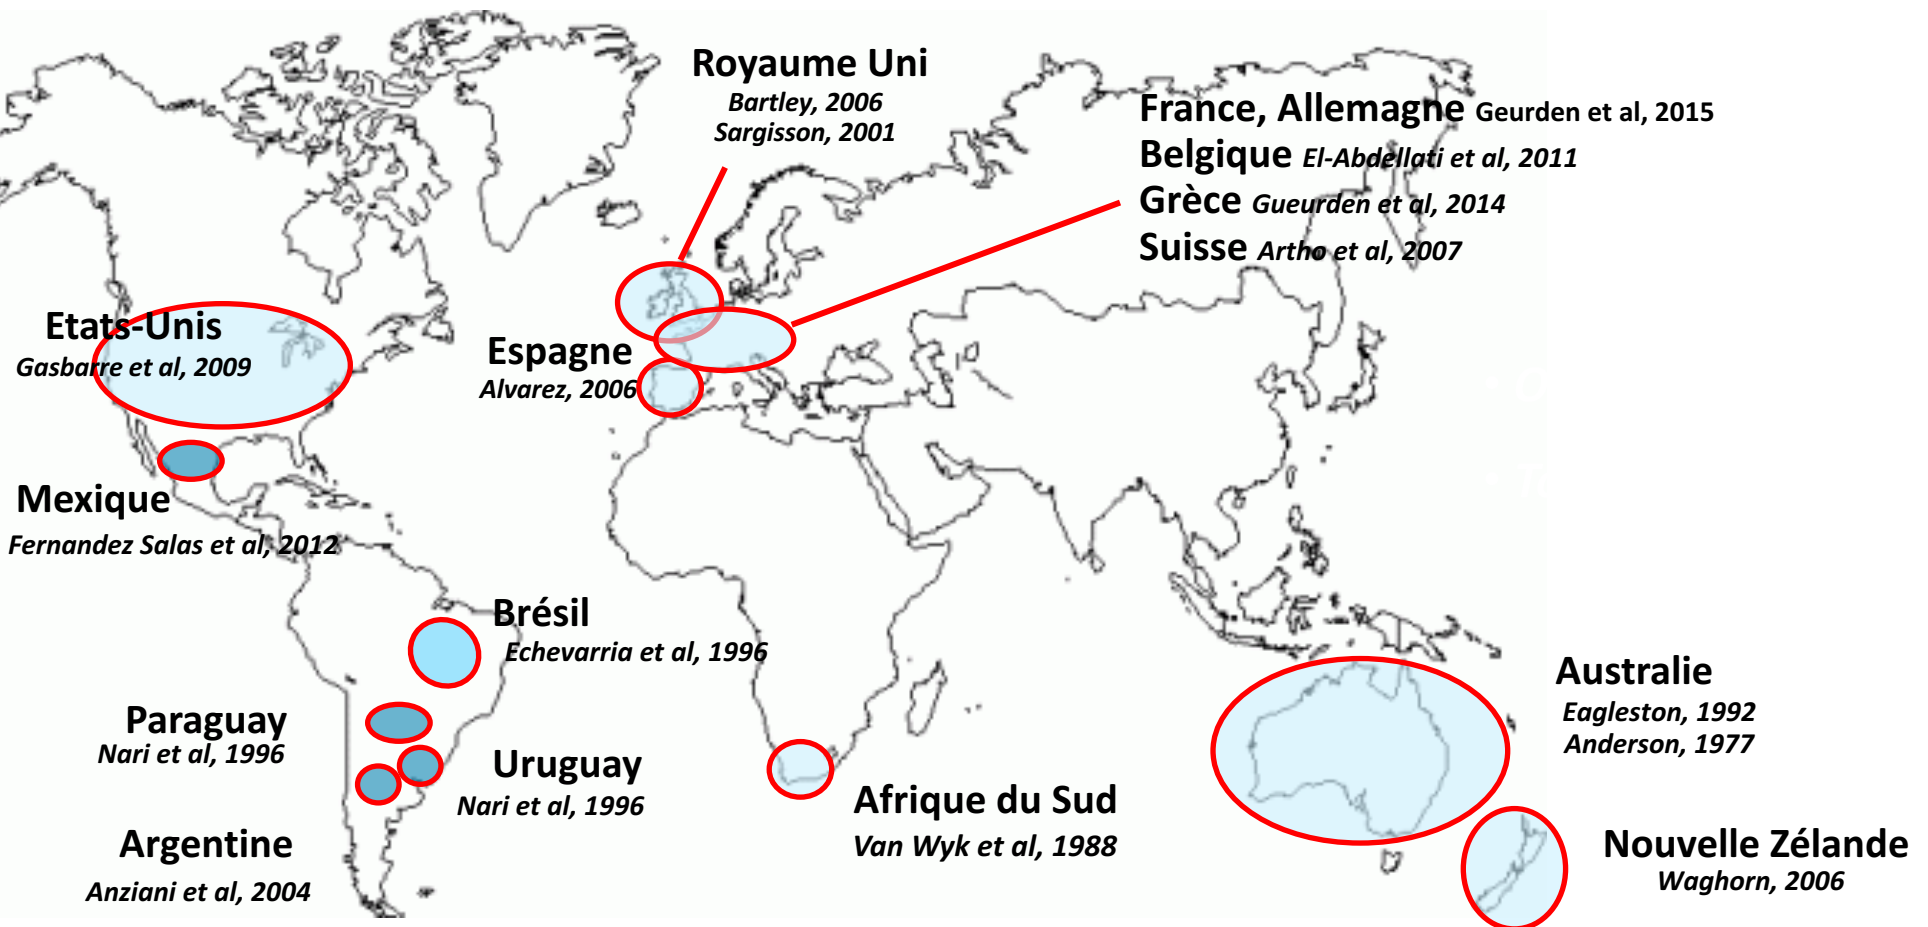 Royaume Uni
Bartley, 2006
Sargisson, 2001
France, Allemagne Geurden et al, 2015
Belgique El-Abdellati et al, 2011
Grèce Gueurden et al, 2014
Suisse Artho et al, 2007
Etats-Unis
Gasbarre et al, 2009
Espagne
Alvarez, 2006
Mexique
Fernandez Salas et al, 2012
Brésil
Echevarria et al, 1996
Paraguay
Nari et al, 1996
Uruguay
Nari et al, 1996
Argentine
Anziani et al, 2004
Afrique du Sud
Van Wyk et al, 1988
Australie
Eagleston, 1992
Anderson, 1977
Nouvelle Zélande
Waghorn, 2006